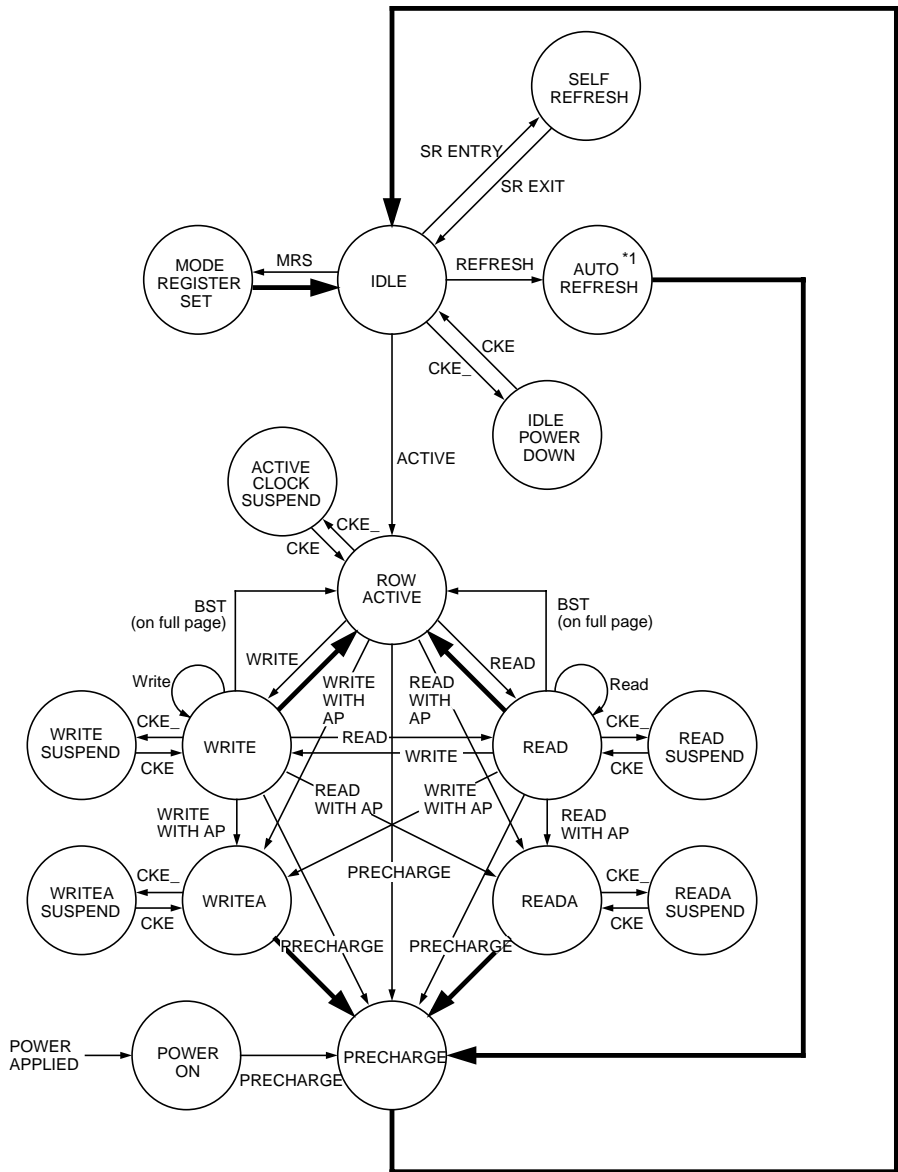 SELF
REFRESH
SR ENTRY
SR EXIT
MODE
REGISTER
SET
MRS
IDLE
REFRESH
AUTO *1
REFRESH
CKE
CKE_
IDLE
POWER
DOWN
ACTIVE
ACTIVE
CLOCK
SUSPEND
CKE_
CKE
ROW
ACTIVE
BST
(on full page)
BST
(on full page)
WRITE
READ
Write
WRITE
WITH
AP
READ
WITH
AP
Read
WRITE
SUSPEND
CKE_
CKE
WRITE
READ
WRITE
READ
CKE_
CKE
READ
SUSPEND
WRITE
WITH AP
READ
WITH AP
WRITE
WITH AP
READ
WITH AP
WRITEA
SUSPEND
CKE_
CKE
WRITEA
PRECHARGE
READA
CKE_
CKE
READA
SUSPEND
PRECHARGE
PRECHARGE
POWER
APPLIED
POWER
ON
PRECHARGE
PRECHARGE